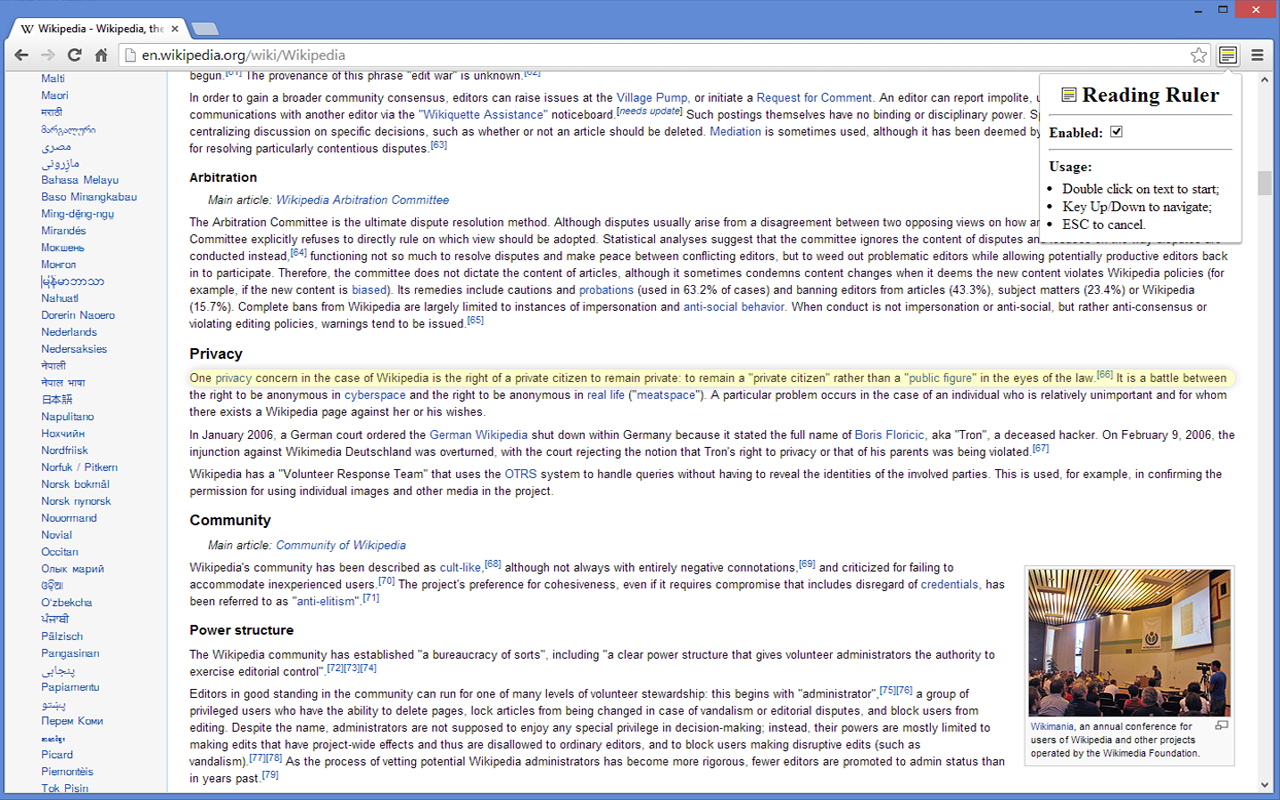 Wikipedia - Wikipedia, the
en.wikipedia.org/wiki/Wikipedia
Malti
Maori
मराठी
მარგალური
مصرى
مازِرونی
Bahasa Melayu
Baso Minangkabau
Mìng-dĕ̤ng-ngṳ̄
Mirandés
Мокшень
Монгол
မြန်မာဘာသာ
Nahuatl
Dorerin Naoero
Nederlands
Nedersaksies
नेपाली
नेपाल भाषा
日本語
Napulitano
Нохчийн
Nordfriisk
Norfuk / Pitkern
Norsk bokmål
Norsk nynorsk
Nouormand
Novial
Occitan
Олык марий
ଓଡ଼ିଆ
Oʻzbekcha
ਪੰਜਾਬੀ
Pälzisch
Pangasinan
پنجابی
Papiamentu
پښتو
Перем Коми
Picard
Piemontèis
Tok Pisin
begun.[61] The provenance of this phrase "edit war" is unknown.[62]
In order to gain a broader community consensus, editors can raise issues at the Village Pump, or initiate a Request for Comment. An editor can report impolite,
communications with another editor via the "Wikiquette Assistance" noticeboard.[needs update] Such postings themselves have no binding or disciplinary power.
centralizing discussion on specific decisions, such as whether or not an article should be deleted. Mediation is sometimes used, although it has been deemed by
for resolving particularly contentious disputes.[63]
Arbitration
Main article: Wikipedia Arbitration Committee
The Arbitration Committee is the ultimate dispute resolution method. Although disputes usually arise from a disagreement between two opposing views on how
Committee explicitly refuses to directly rule on which view should be adopted. Statistical analyses suggest that the committee ignores the content of disputes
conducted instead,[64] functioning not so much to resolve disputes and make peace between conflicting editors, but to weed out problematic editors while allowing potentially productive editors back
in to participate. Therefore, the committee does not dictate the content of articles, although it sometimes condemns content changes when it deems the new content violates Wikipedia policies (for
example, if the new content is biased). Its remedies include cautions and probations (used in 63.2% of cases) and banning editors from articles (43.3%), subject matters (23.4%) or Wikipedia
(15.7%). Complete bans from Wikipedia are largely limited to instances of impersonation and anti-social behavior. When conduct is not impersonation or anti-social, but rather anti-consensus or
violating editing policies, warnings tend to be issued.[65]
Privacy
One privacy concern in the case of Wikipedia is the right of a private citizen to remain private: to remain a "private citizen" rather than a "public figure" in the eyes of the law.[66] It is a battle between
the right to be anonymous in cyberspace and the right to be anonymous in real life ("meatspace"). A particular problem occurs in the case of an individual who is relatively unimportant and for whom
there exists a Wikipedia page against her or his wishes.
In January 2006, a German court ordered the German Wikipedia shut down within Germany because it stated the full name of Boris Floricic, aka "Tron", a deceased hacker. On February 9, 2006, the
injunction against Wikimedia Deutschland was overturned, with the court rejecting the notion that Tron's right to privacy or that of his parents was being violated.[67]
Wikipedia has a "Volunteer Response Team" that uses the OTRS system to handle queries without having to reveal the identities of the involved parties. This is used, for example, in confirming the
permission for using individual images and other media in the project.
Community
Main article: Community of Wikipedia
Wikipedia's community has been described as cult-like,[68] although not always with entirely negative connotations,[69] and criticized for failing to
accommodate inexperienced users.[70] The project's preference for cohesiveness, even if it requires compromise that includes disregard of credentials, has
been referred to as "anti-elitism".[71]
Power structure
The Wikipedia community has established "a bureaucracy of sorts", including "a clear power structure that gives volunteer administrators the authority to
exercise editorial control".[72][73][74]
Editors in good standing in the community can run for one of many levels of volunteer stewardship: this begins with "administrator",[75][76] a group of
privileged users who have the ability to delete pages, lock articles from being changed in case of vandalism or editorial disputes, and block users from
editing. Despite the name, administrators are not supposed to enjoy any special privilege in decision-making; instead, their powers are mostly limited to
making edits that have project-wide effects and thus are disallowed to ordinary editors, and to block users making disruptive edits (such as
vandalism).[77][78] As the process of vetting potential Wikipedia administrators has become more rigorous, fewer editors are promoted to admin status than
in years past.[79]
Wikimania, an annual conference for
users of Wikipedia and other projects
operated by the Wikimedia Foundation.
Reading Ruler
Enabled:
Usage:
Double click on text to start;
Key Up/Down to navigate;
ESC to cancel.